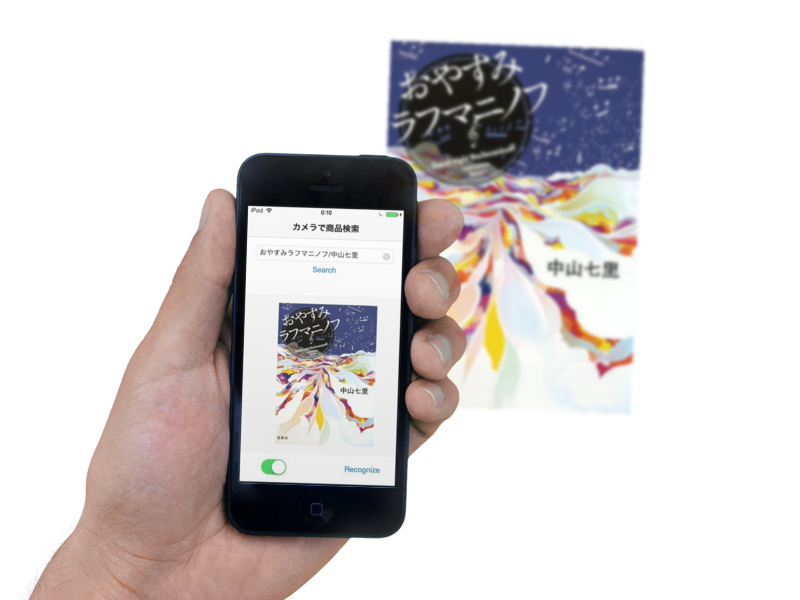 iPod
0:10
カメラで商品検索
おやすみラフマニノフ/中山七里
Search
おやすみ
ラフマニノフ
中山七里
Recognize
おやすみ
ラフマニノフ
中山七里